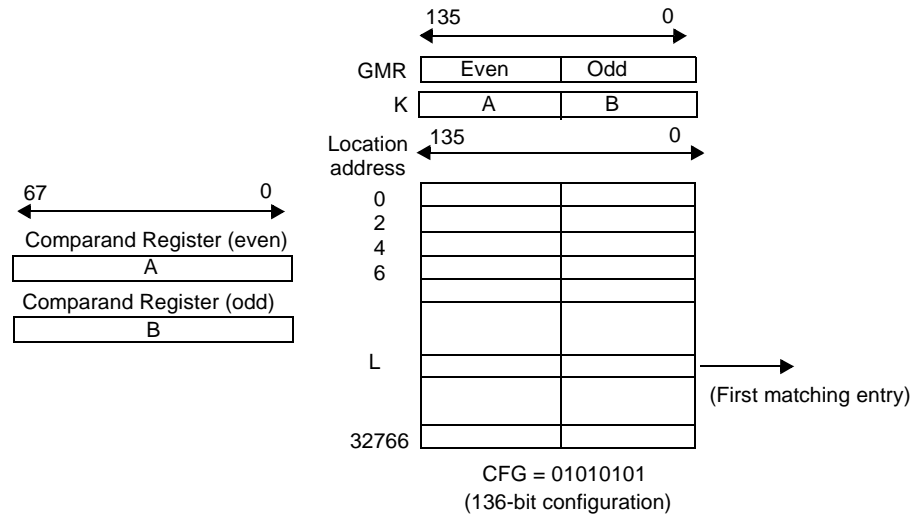 135 0
GMR Even Odd
K A B
Location address
135 0
67 0
Comparand Register (even)
A
Comparand Register (odd)
B
0
2
4
6
L
(First matching entry)
32766
CFG = 01010101
(136-bit configuration)